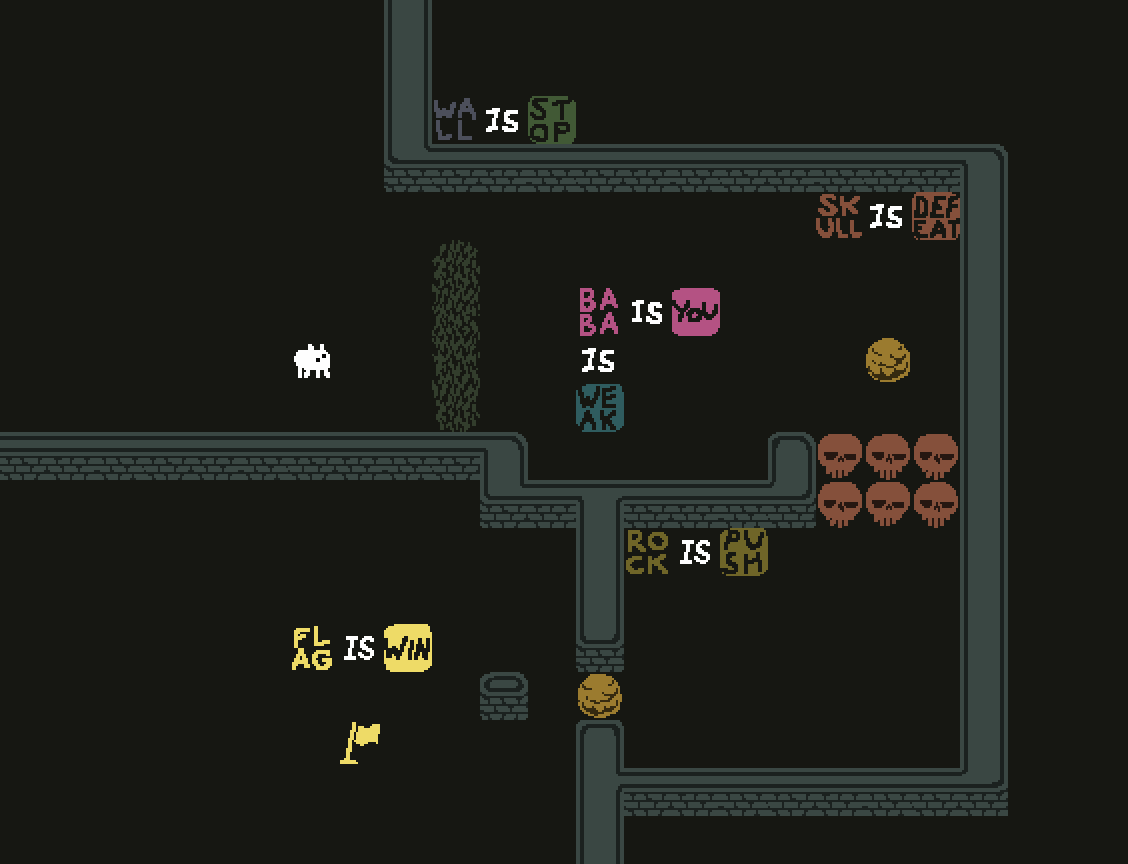 WALL IS STOP
SKULL IS DEFEAT
BABA IS YOU
IS
WEAK
ROCK IS PUSH
FLAG IS WIN